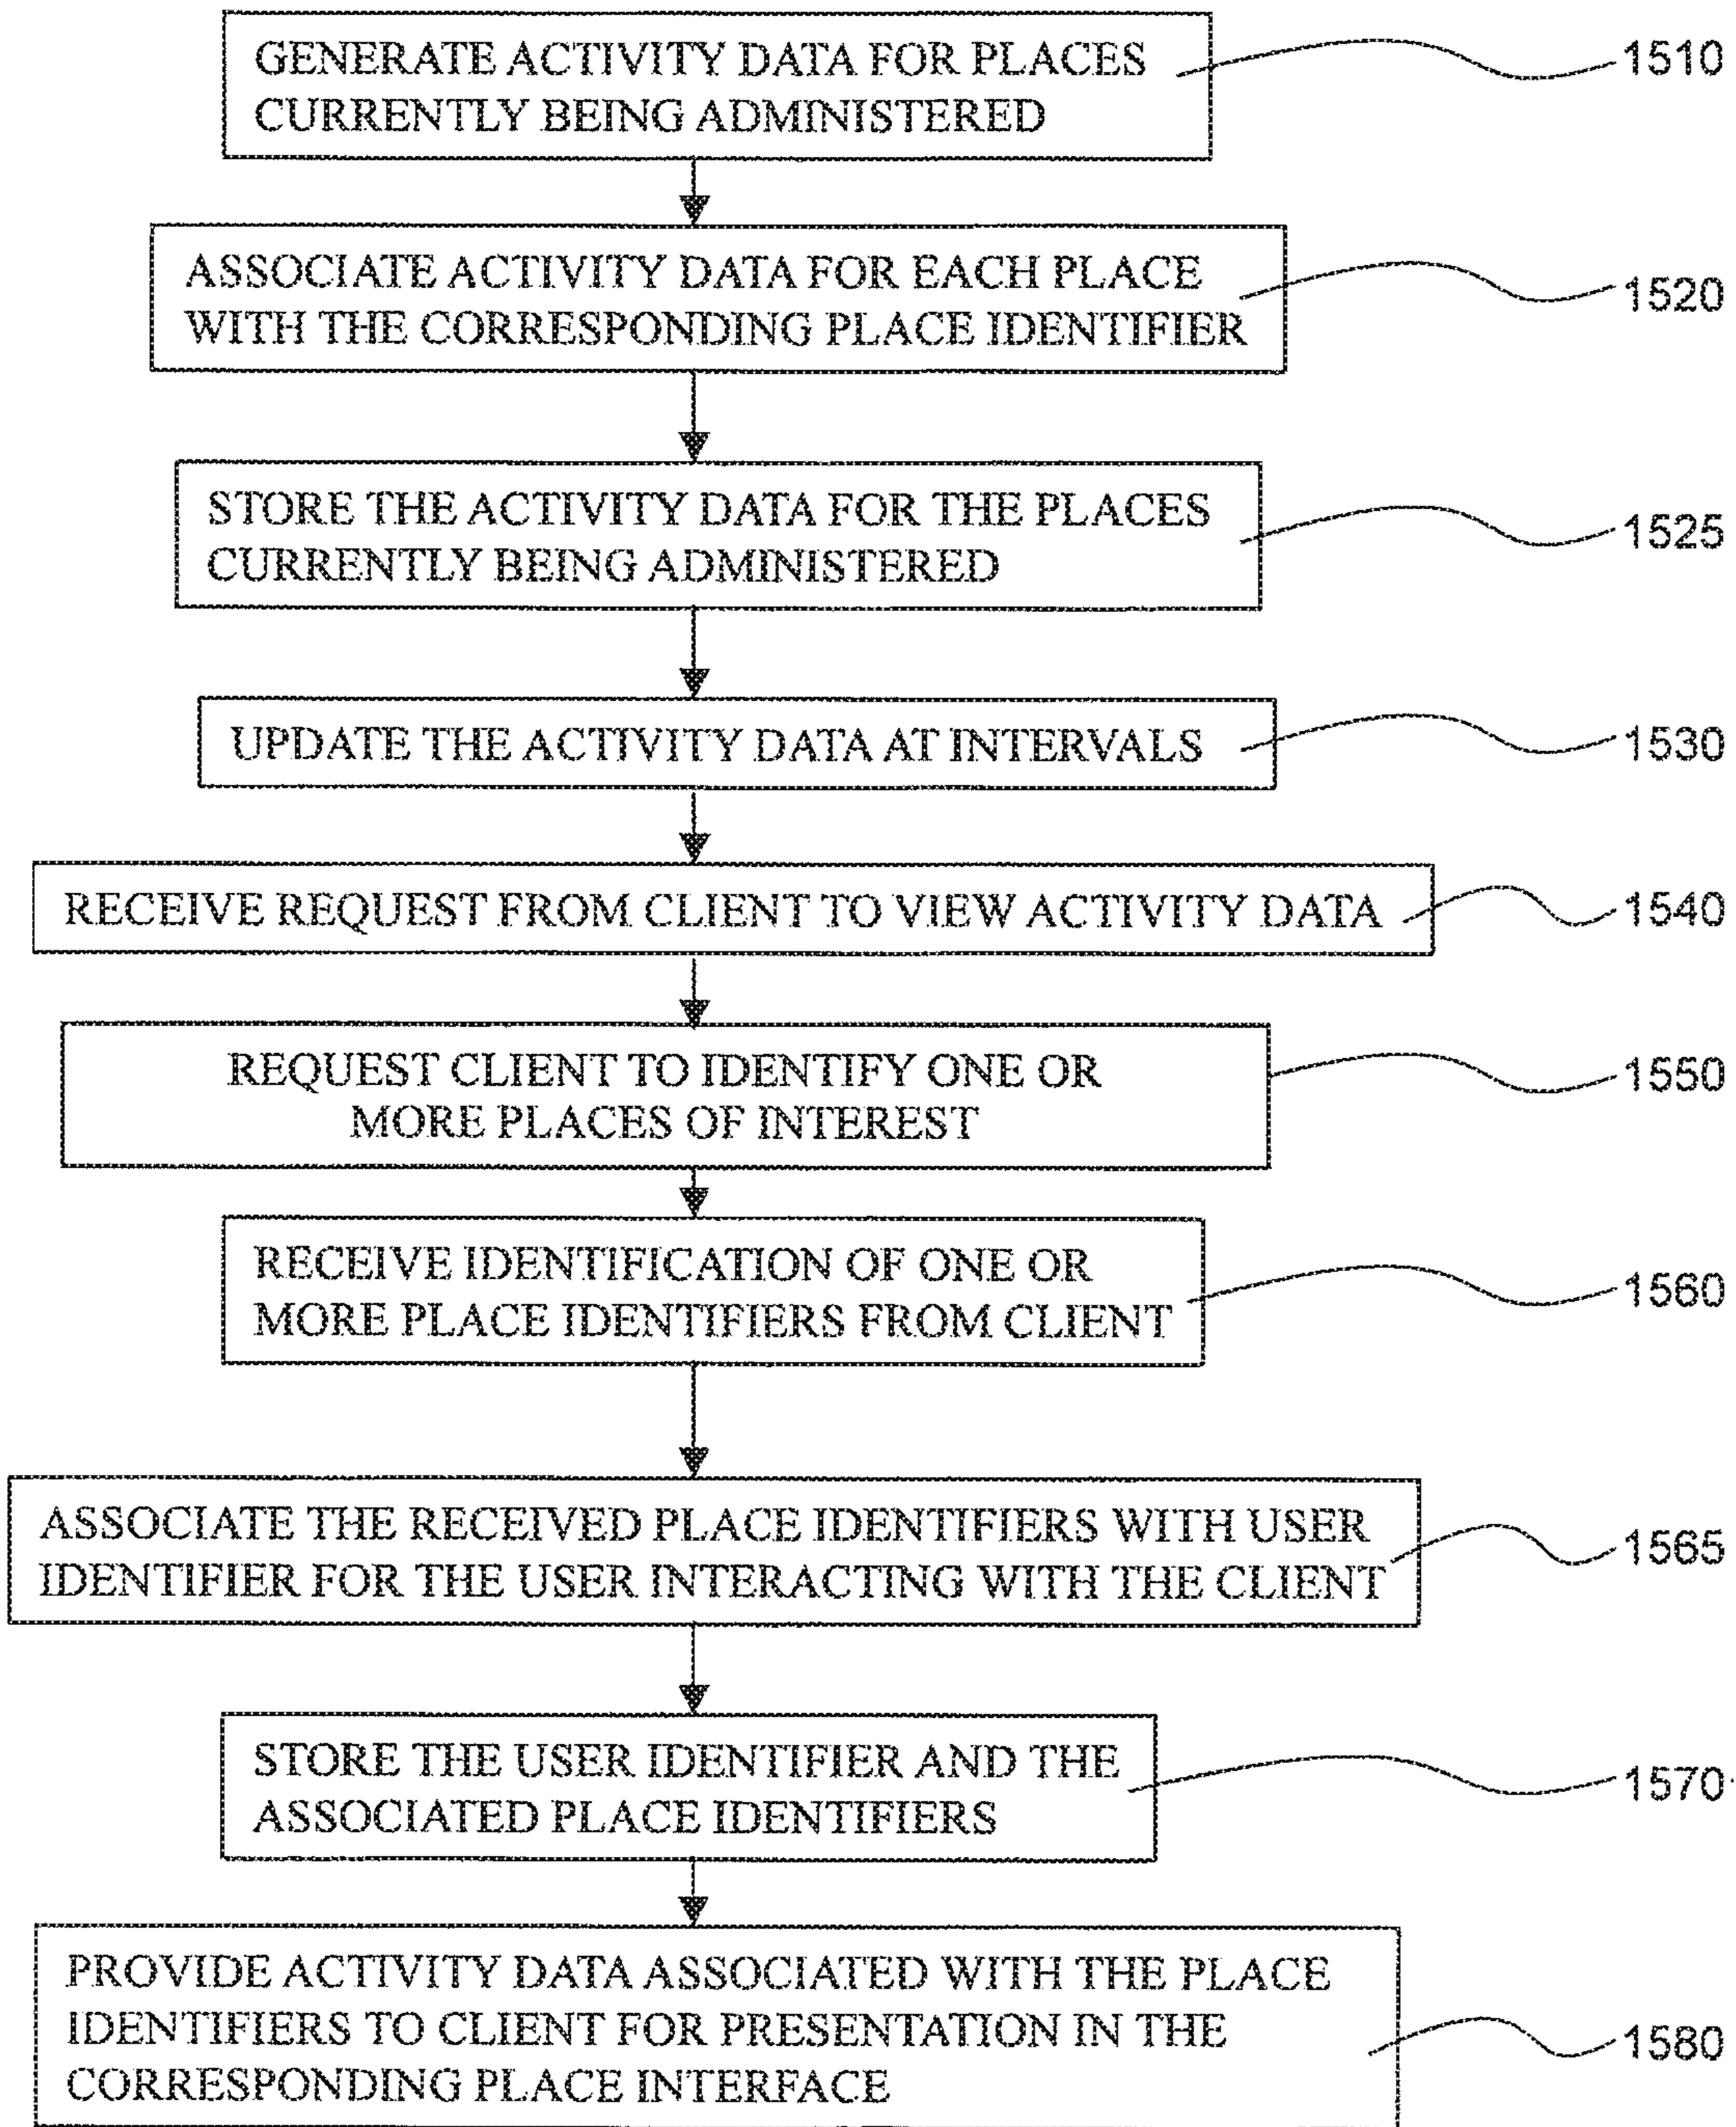 GENERATE ACTIVITY DATA FOR PLACES
CURRENTLY BEING ADMINISTERED
1510
ASSOCIATE ACTIVITY DATA FOR EACH PLACE
WITH THE CORRESPONDING PLACE IDENTIFIER
1520
STORE THE ACTIVITY DATA FOR THE PLACES
CURRENTLY BEING ADMINISTERED
1525
UPDATE THE ACTIVITY DATA AT INTERVALS
1530
RECEIVE REQUEST FROM CLIENT TO VIEW ACTIVITY DATA
1540
REQUEST CLIENT TO IDENTIFY ONE OR
MORE PLACES OF INTEREST
1550
RECEIVE IDENTIFICATION OF ONE OR
MORE PLACE IDENTIFIERS FROM CLIENT
1560
ASSOCIATE THE RECEIVED PLACE IDENTIFIERS WITH USER
IDENTIFIER FOR THE USER INTERACTING WITH THE CLIENT
1565
STORE THE USER IDENTIFIER AND THE
ASSOCIATED PLACE IDENTIFIERS
1570
PROVIDE ACTIVITY DATA ASSOCIATED WITH THE PLACE
IDENTIFIERS TO CLIENT FOR PRESENTATION IN THE
CORRESPONDING PLACE INTERFACE
1580